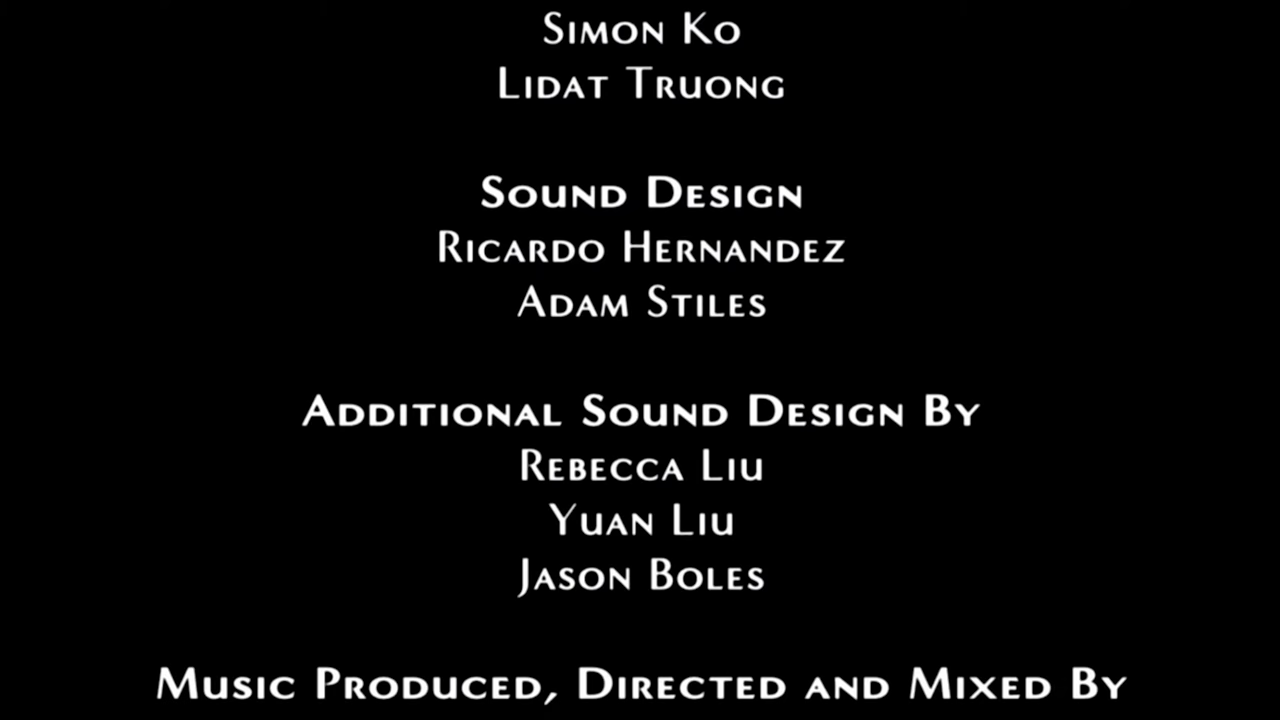 Simon Ko
Lidat Truong
Sound Design
Ricardo Hernandez
Adam Stiles
Additional Sound Design By
Rebecca Liu
Yuan Liu
Jason Boles
Music Produced, Directed and Mixed By